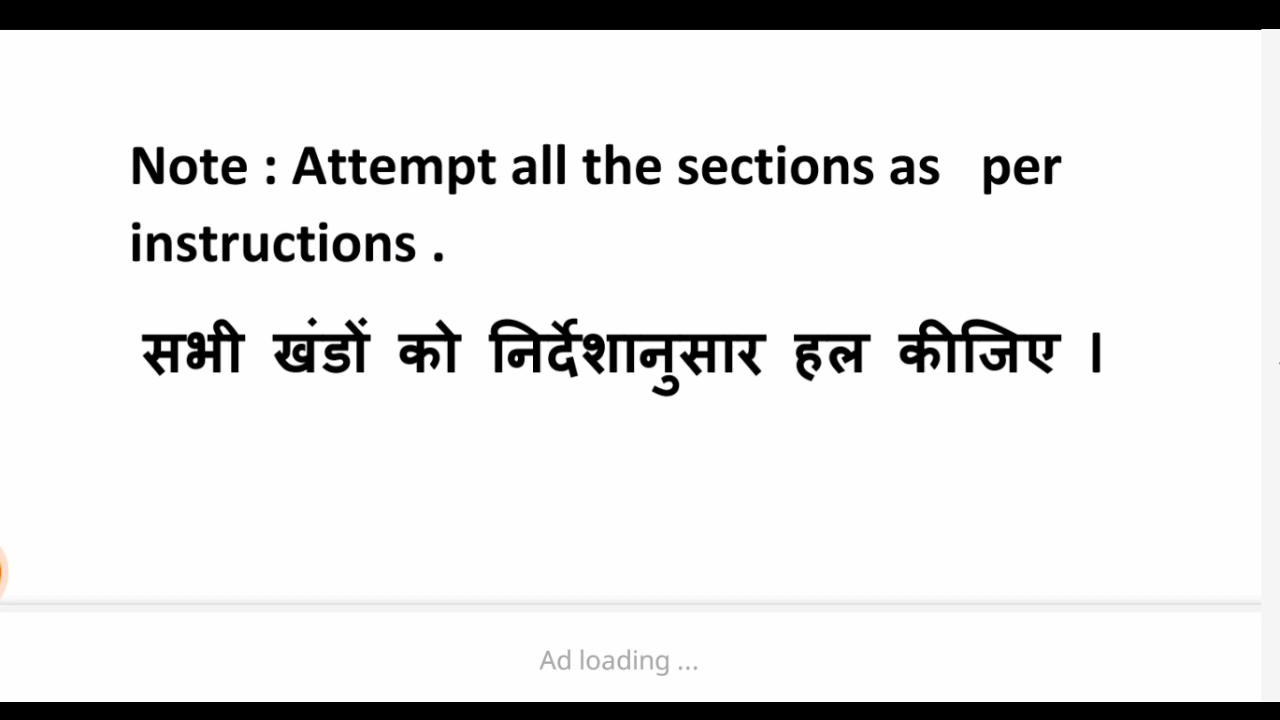 Note : Attempt all the sections as per
instructions .
सभी खंडों को निर्देशानुसार हल कीजिए ।
Ad loading ...